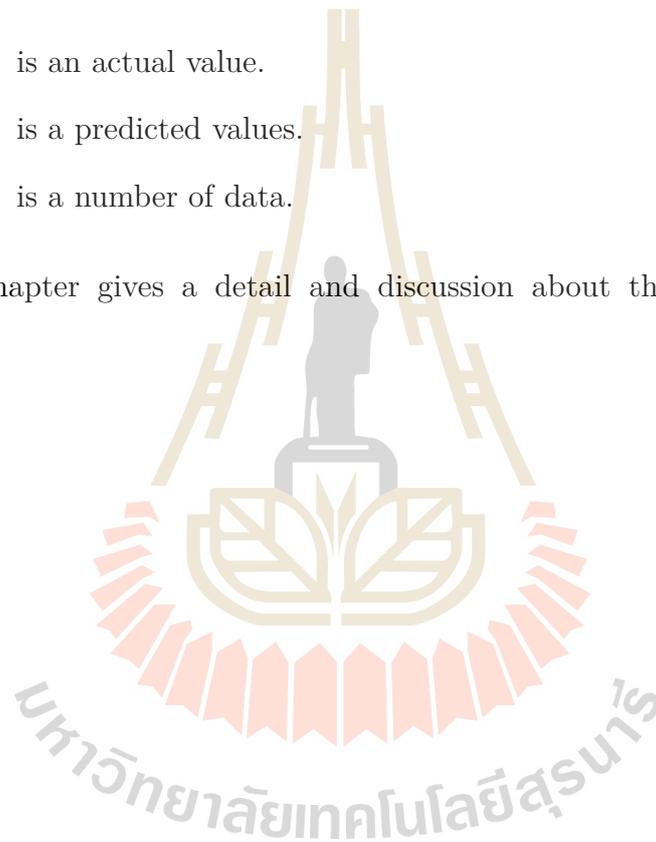 is an actual value.
is a predicted values.
is a number of data.
hapter gives a detail and discussion about th
มหาวิทยาลัยเทคโนโลยีสุรนารี